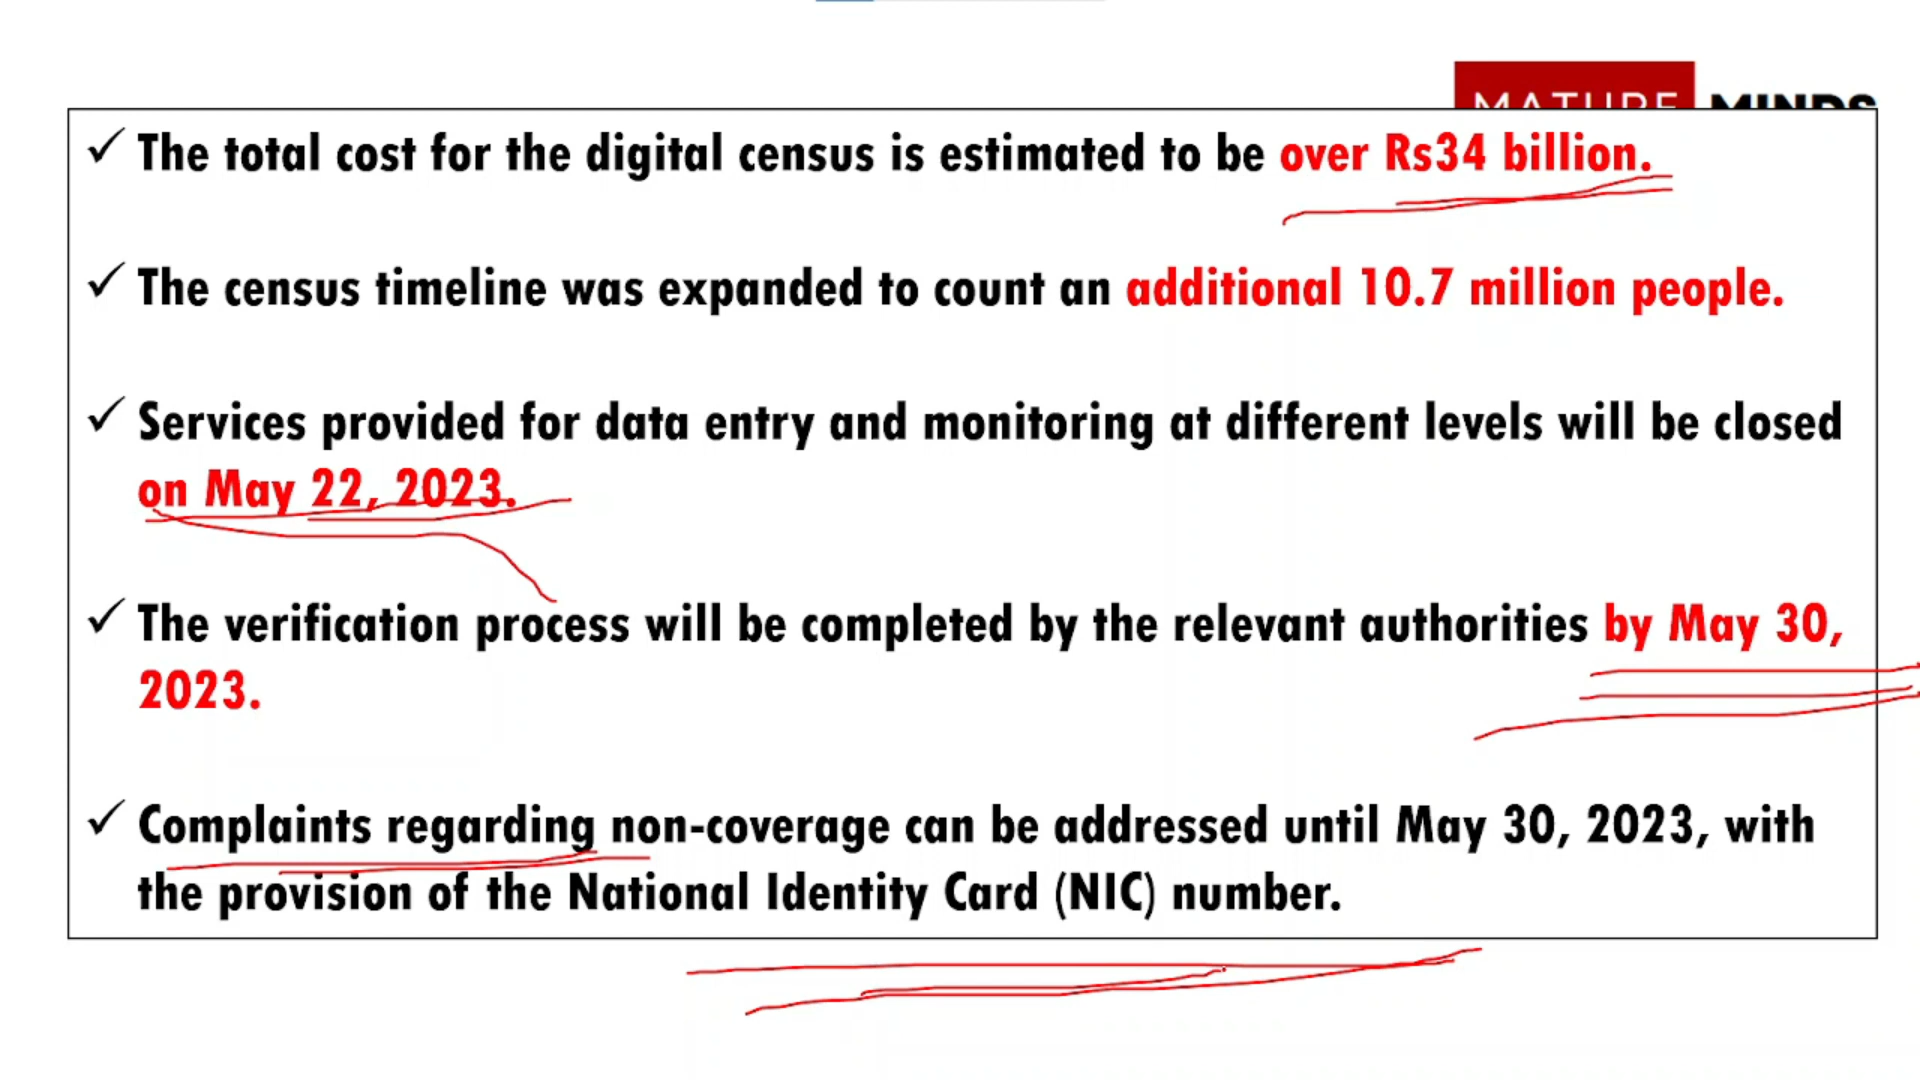 MATURE MINDS
✓ The total cost for the digital census is estimated to be over Rs34 billion.
✓ The census timeline was expanded to count an additional 10.7 million people.
✓ Services provided for data entry and monitoring at different levels will be closed
on May 22, 2023.
✓ The verification process will be completed by the relevant authorities by May 30,
2023.
✓ Complaints regarding non-coverage can be addressed until May 30, 2023, with
the provision of the National Identity Card (NIC) number.